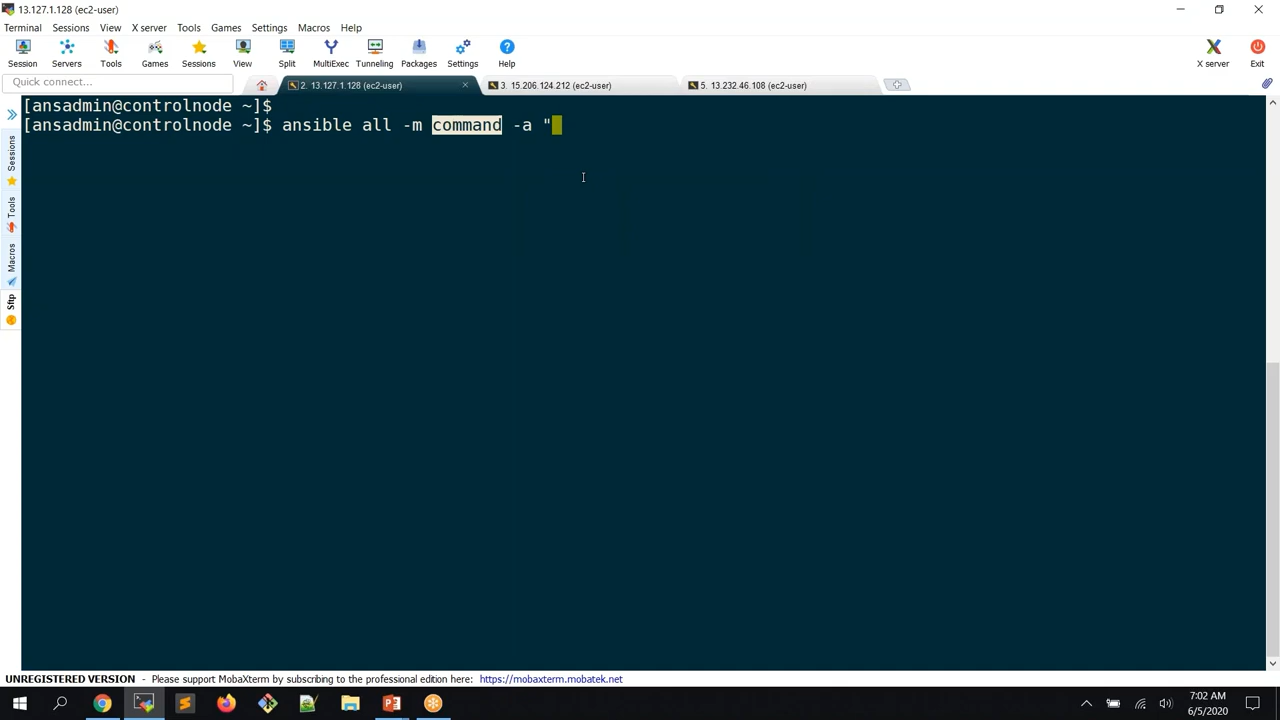 13.127.1.128 (ec2-user)
Terminal Sessions View X server Tools Games Settings Macros Help
Session Servers Tools Games Sessions View Split MultiExec Tunneling Packages Settings Help X server Exit
Quick connect...
2. 13.127.1.128 (ec2-user)
3. 15.206.124.212 (ec2-user)
5. 13.232.46.108 (ec2-user)
[ansadmin@controlnode ~]$
[ansadmin@controlnode ~]$ ansible all -m command -a "
Sessions
Tools
Macros
Sftp
UNREGISTERED VERSION - Please support MobaXterm by subscribing to the professional edition here: https://mobaxterm.mobatek.net
7:02 AM
6/5/2020